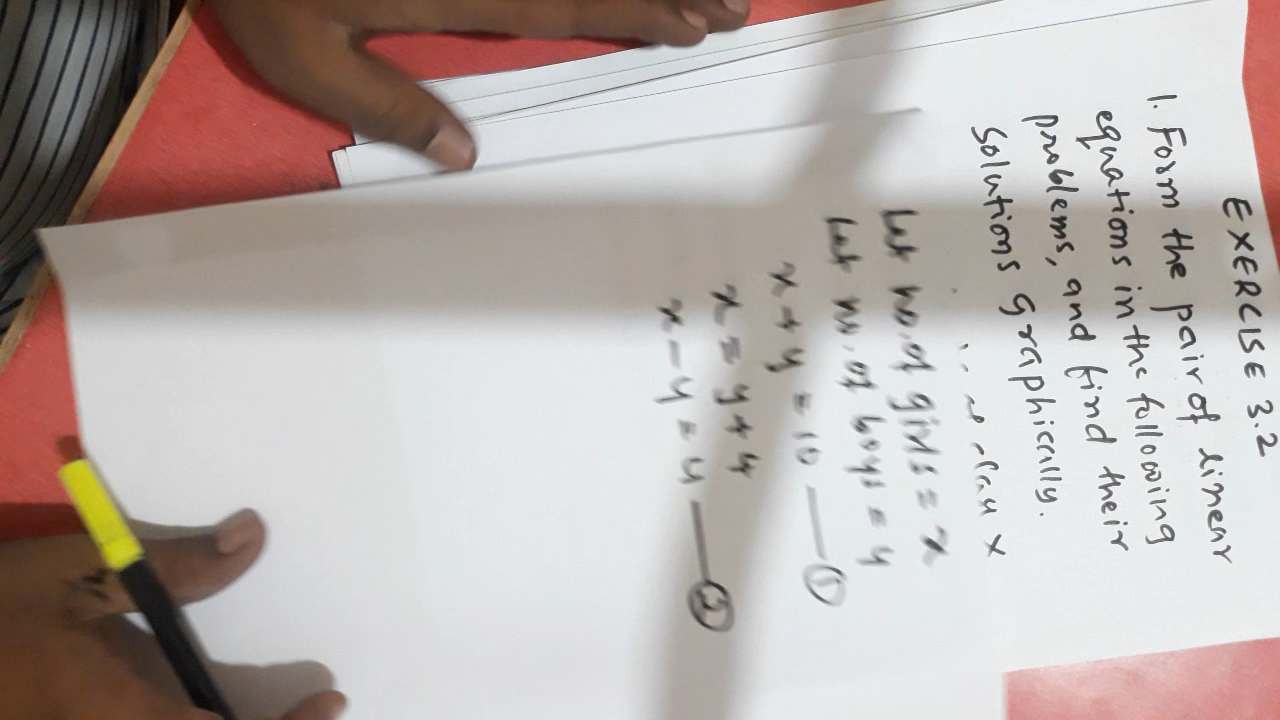 EXERCISE 3.2
1. Form the pair of linear
equations in the following
problems, and find their
Solutions graphically.
x
Let no. of girls = x
Let no. of boys = y
x + y = 10 — ①
x = y + 4
x - y = 4 — ②